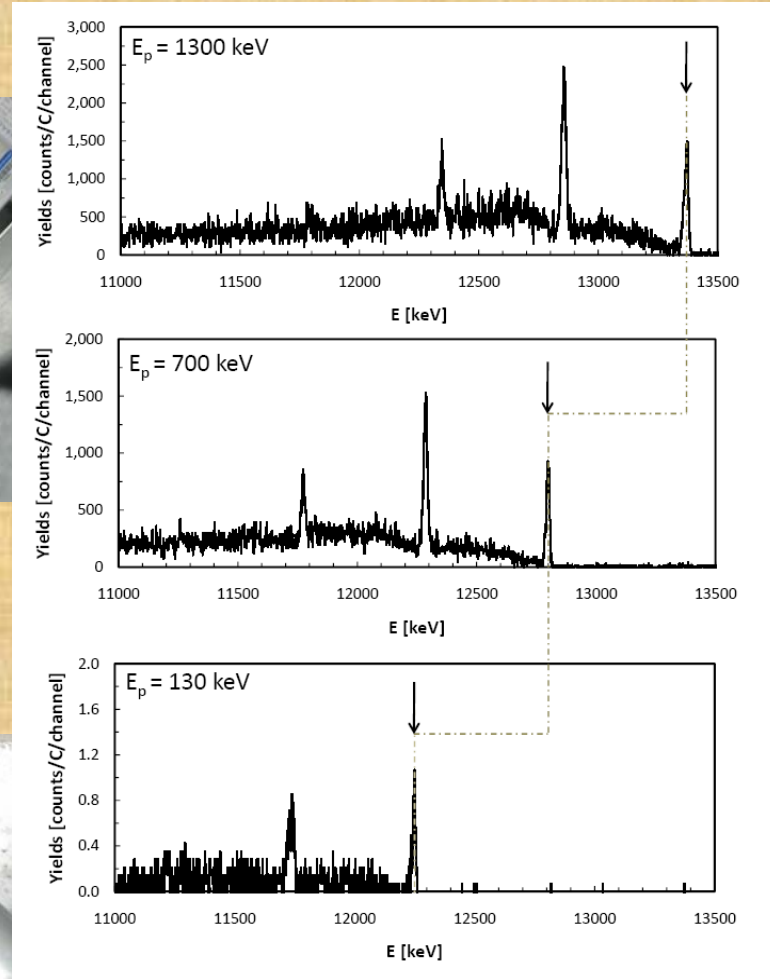 E_p = 1300 keV
Yields [counts/C/channel]
3,000
2,500
2,000
1,500
1,000
500
0
11000 11500 12000 12500 13000 13500
E [keV]
E_p = 700 keV
Yields [counts/C/channel]
2,000
1,500
1,000
500
0
11000 11500 12000 12500 13000 13500
E [keV]
E_p = 130 keV
Yields [counts/C/channel]
2.0
1.6
1.2
0.8
0.4
0.0
11000 11500 12000 12500 13000 13500
E [keV]